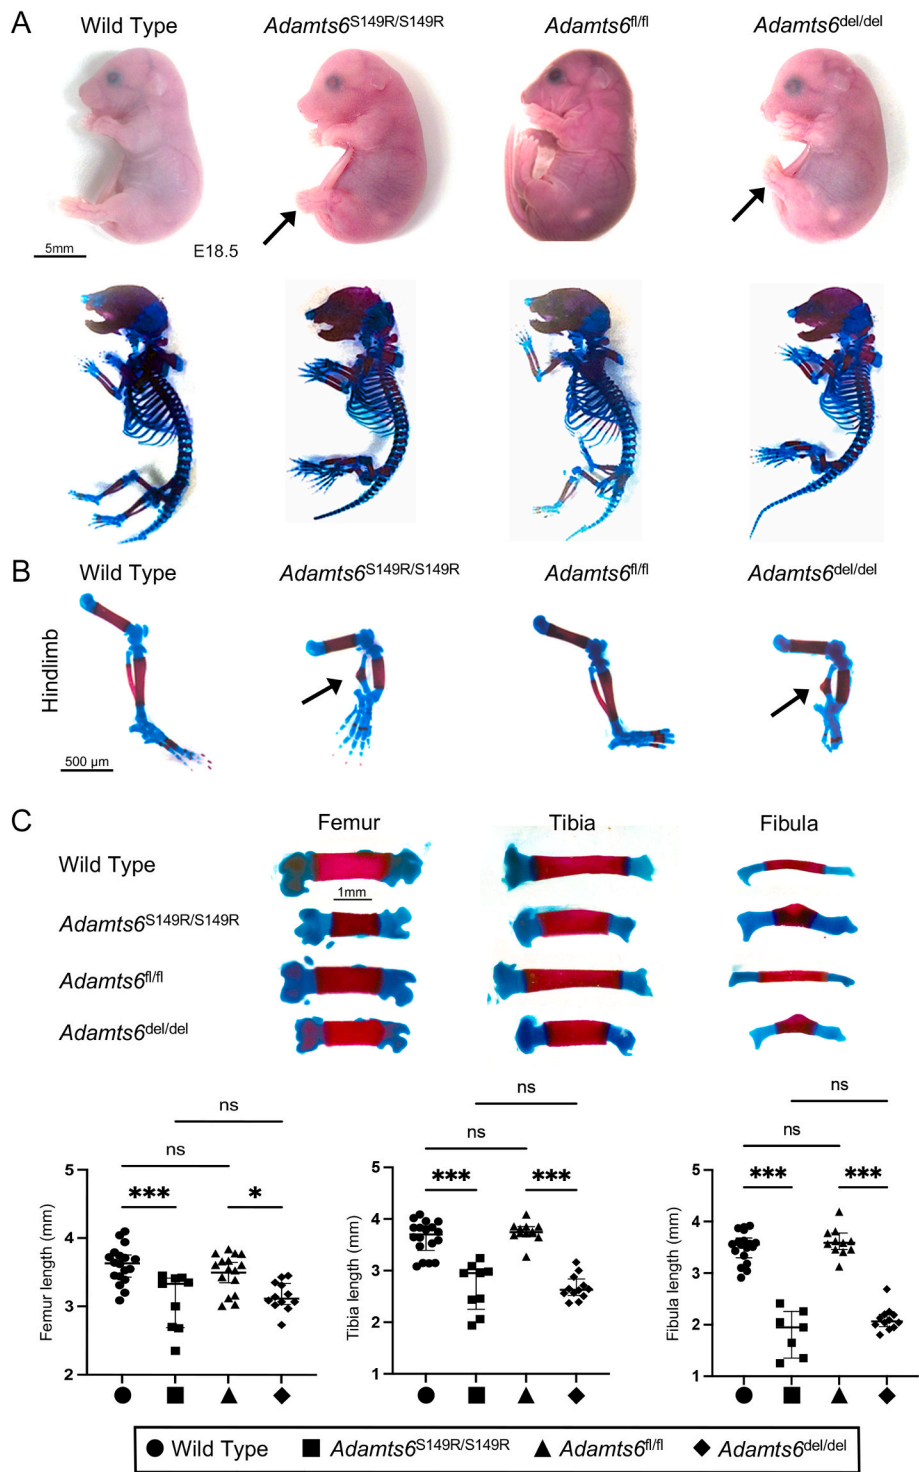 A
Wild Type Adamts6S149R/S149R Adamts6fl/fl Adamts6del/del
5mm E18.5
B
Wild Type Adamts6S149R/S149R Adamts6fl/fl Adamts6del/del
Hindlimb
500 µm
C
Femur Tibia Fibula
Wild Type
1mm
Adamts6S149R/S149R
Adamts6fl/fl
Adamts6del/del
ns
ns
*** *
5
4
3
2
Femur length (mm)
ns
ns
*** ***
5
4
3
2
1
Tibia length (mm)
ns
ns
*** ***
5
4
3
2
1
Fibula length (mm)
Wild Type Adamts6S149R/S149R Adamts6fl/fl Adamts6del/del